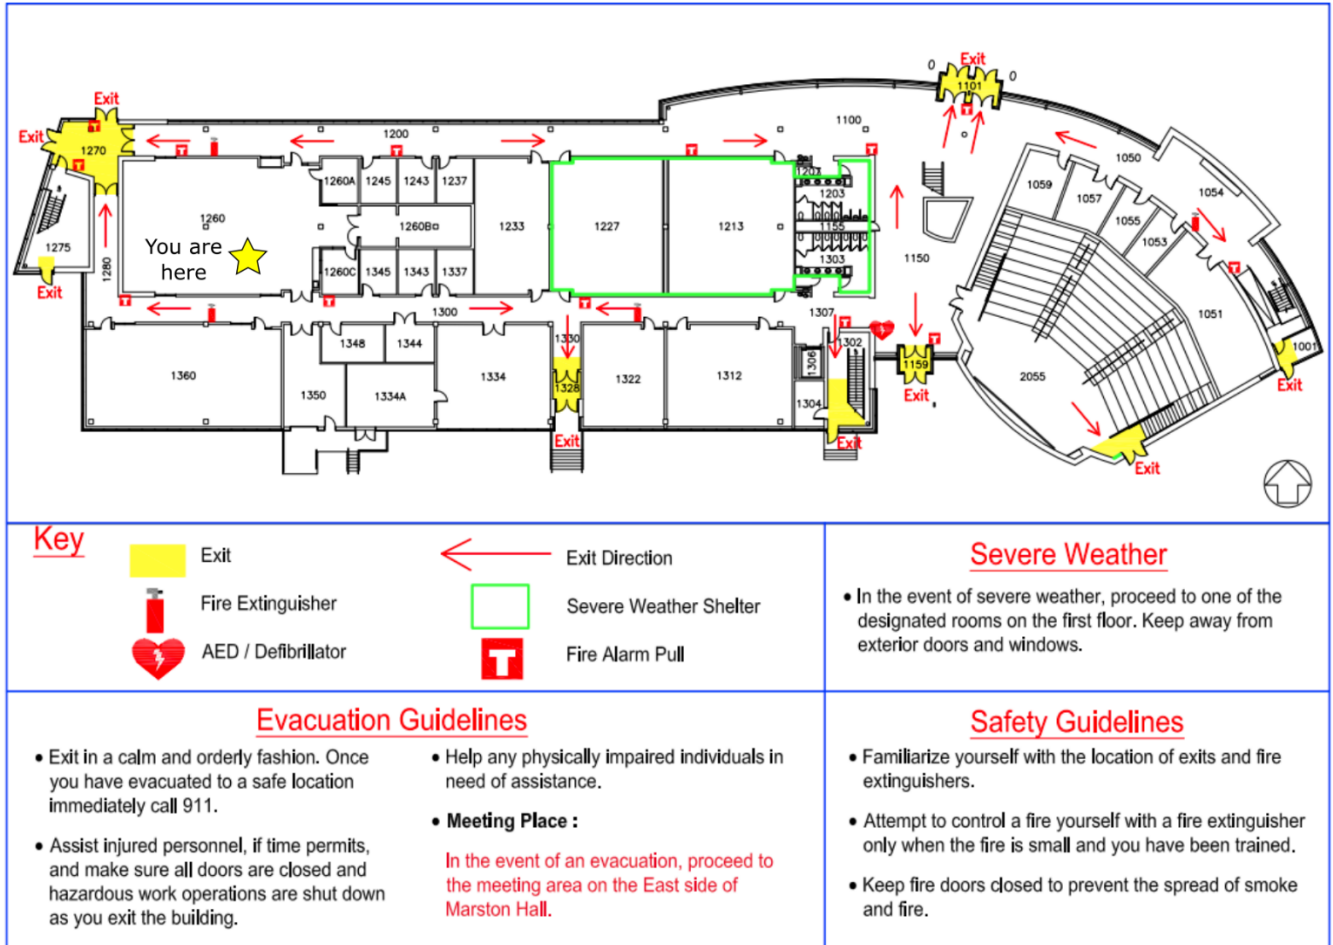 Exit
0
1101
0
Exit
Exit
1270
1200
1100
1050
1054
1260A
1245
1243
1237
1207
1203
1059
1057
1055
1053
1260
1260B
1233
1227
1213
1155
1275
You are
here
1280
1260C
1345
1343
1337
1303
1150
Exit
1300
1307
1051
1348
1344
1330
1302
1001
1360
1350
1334A
1334
1328
1322
1312
1306
1304
1159
2055
Exit
Exit
Exit
Exit
Exit
Key
Exit
Exit Direction
Fire Extinguisher
Severe Weather Shelter
AED / Defibrillator
Fire Alarm Pull
Severe Weather
• In the event of severe weather, proceed to one of the
designated rooms on the first floor. Keep away from
exterior doors and windows.
Evacuation Guidelines
• Exit in a calm and orderly fashion. Once
you have evacuated to a safe location
immediately call 911.
• Assist injured personnel, if time permits,
and make sure all doors are closed and
hazardous work operations are shut down
as you exit the building.
• Help any physically impaired individuals in
need of assistance.
• Meeting Place :
In the event of an evacuation, proceed to
the meeting area on the East side of
Marston Hall.
Safety Guidelines
• Familiarize yourself with the location of exits and fire
extinguishers.
• Attempt to control a fire yourself with a fire extinguisher
only when the fire is small and you have been trained.
• Keep fire doors closed to prevent the spread of smoke
and fire.